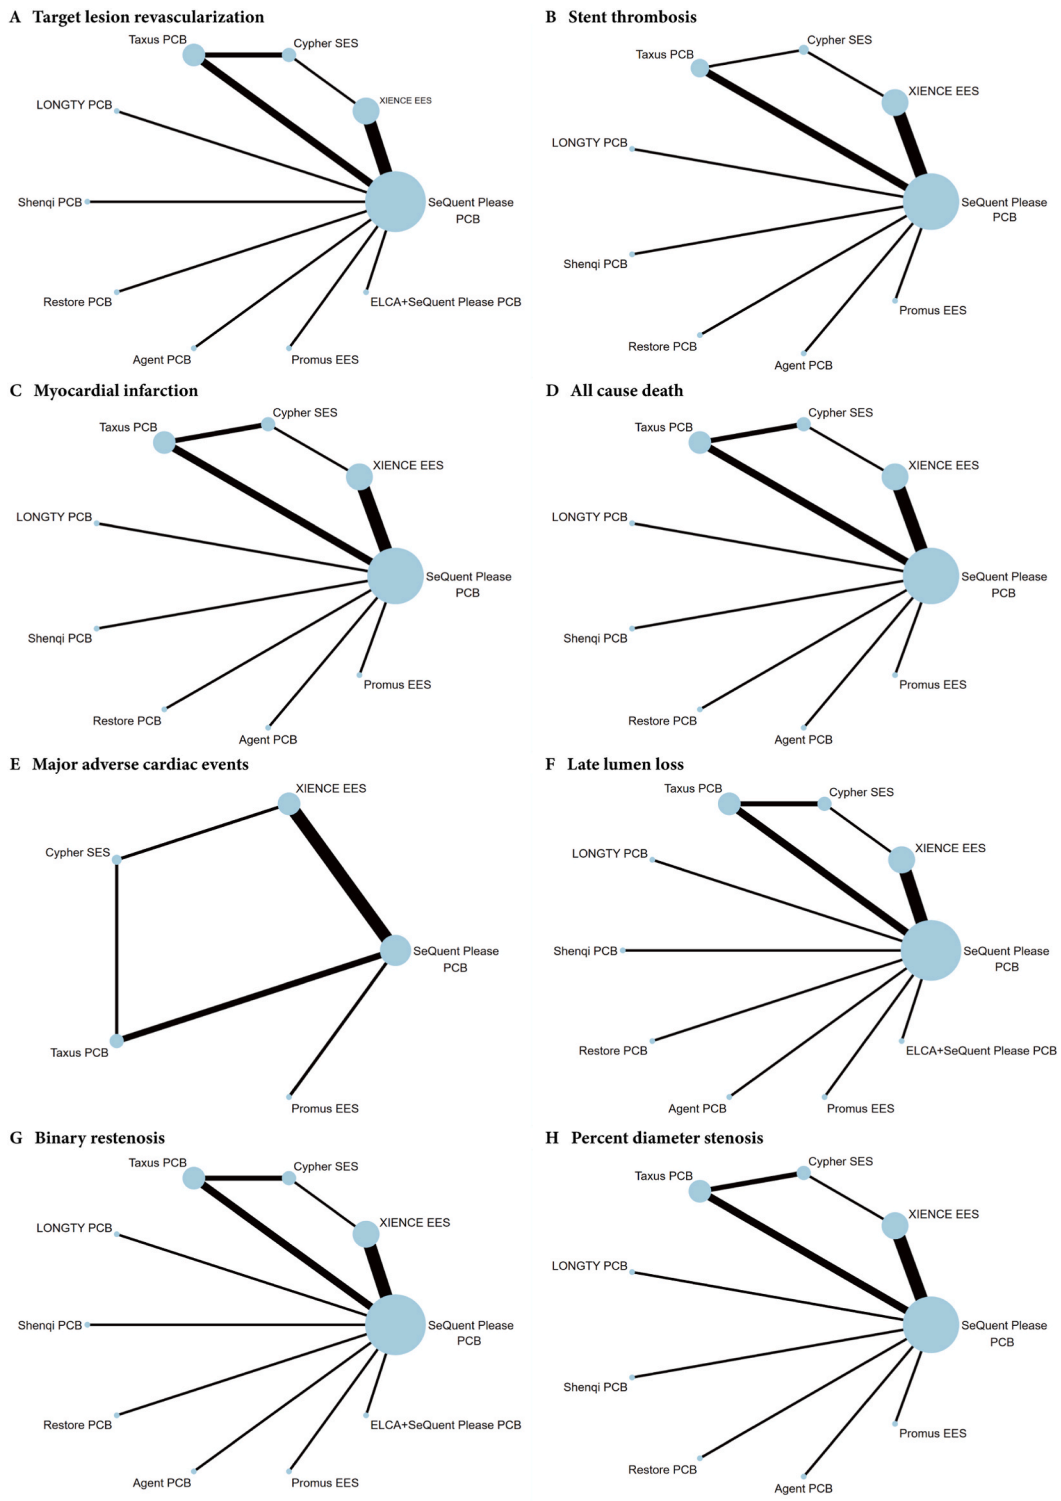 A Target lesion revascularization
Taxus PCB
Cypher SES
LONGTY PCB
XIENCE EES
Shenqi PCB
SeQuent Please
PCB
Restore PCB
ELCA+SeQuent Please PCB
Agent PCB
Promus EES
B Stent thrombosis
Cypher SES
Taxus PCB
XIENCE EES
LONGTY PCB
SeQuent Please
PCB
Shenqi PCB
Promus EES
Restore PCB
Agent PCB
C Myocardial infarction
Cypher SES
Taxus PCB
XIENCE EES
LONGTY PCB
SeQuent Please
PCB
Shenqi PCB
Promus EES
Restore PCB
Agent PCB
D All cause death
Cypher SES
Taxus PCB
XIENCE EES
LONGTY PCB
SeQuent Please
PCB
Shenqi PCB
Promus EES
Restore PCB
Agent PCB
E Major adverse cardiac events
XIENCE EES
Cypher SES
SeQuent Please
PCB
Taxus PCB
Promus EES
F Late lumen loss
Taxus PCB
Cypher SES
LONGTY PCB
XIENCE EES
Shenqi PCB
SeQuent Please
PCB
Restore PCB
ELCA+SeQuent Please PCB
Agent PCB
Promus EES
G Binary restenosis
Taxus PCB
Cypher SES
LONGTY PCB
XIENCE EES
Shenqi PCB
SeQuent Please
PCB
Restore PCB
ELCA+SeQuent Please PCB
Agent PCB
Promus EES
H Percent diameter stenosis
Cypher SES
Taxus PCB
XIENCE EES
LONGTY PCB
SeQuent Please
PCB
Shenqi PCB
Promus EES
Restore PCB
Agent PCB